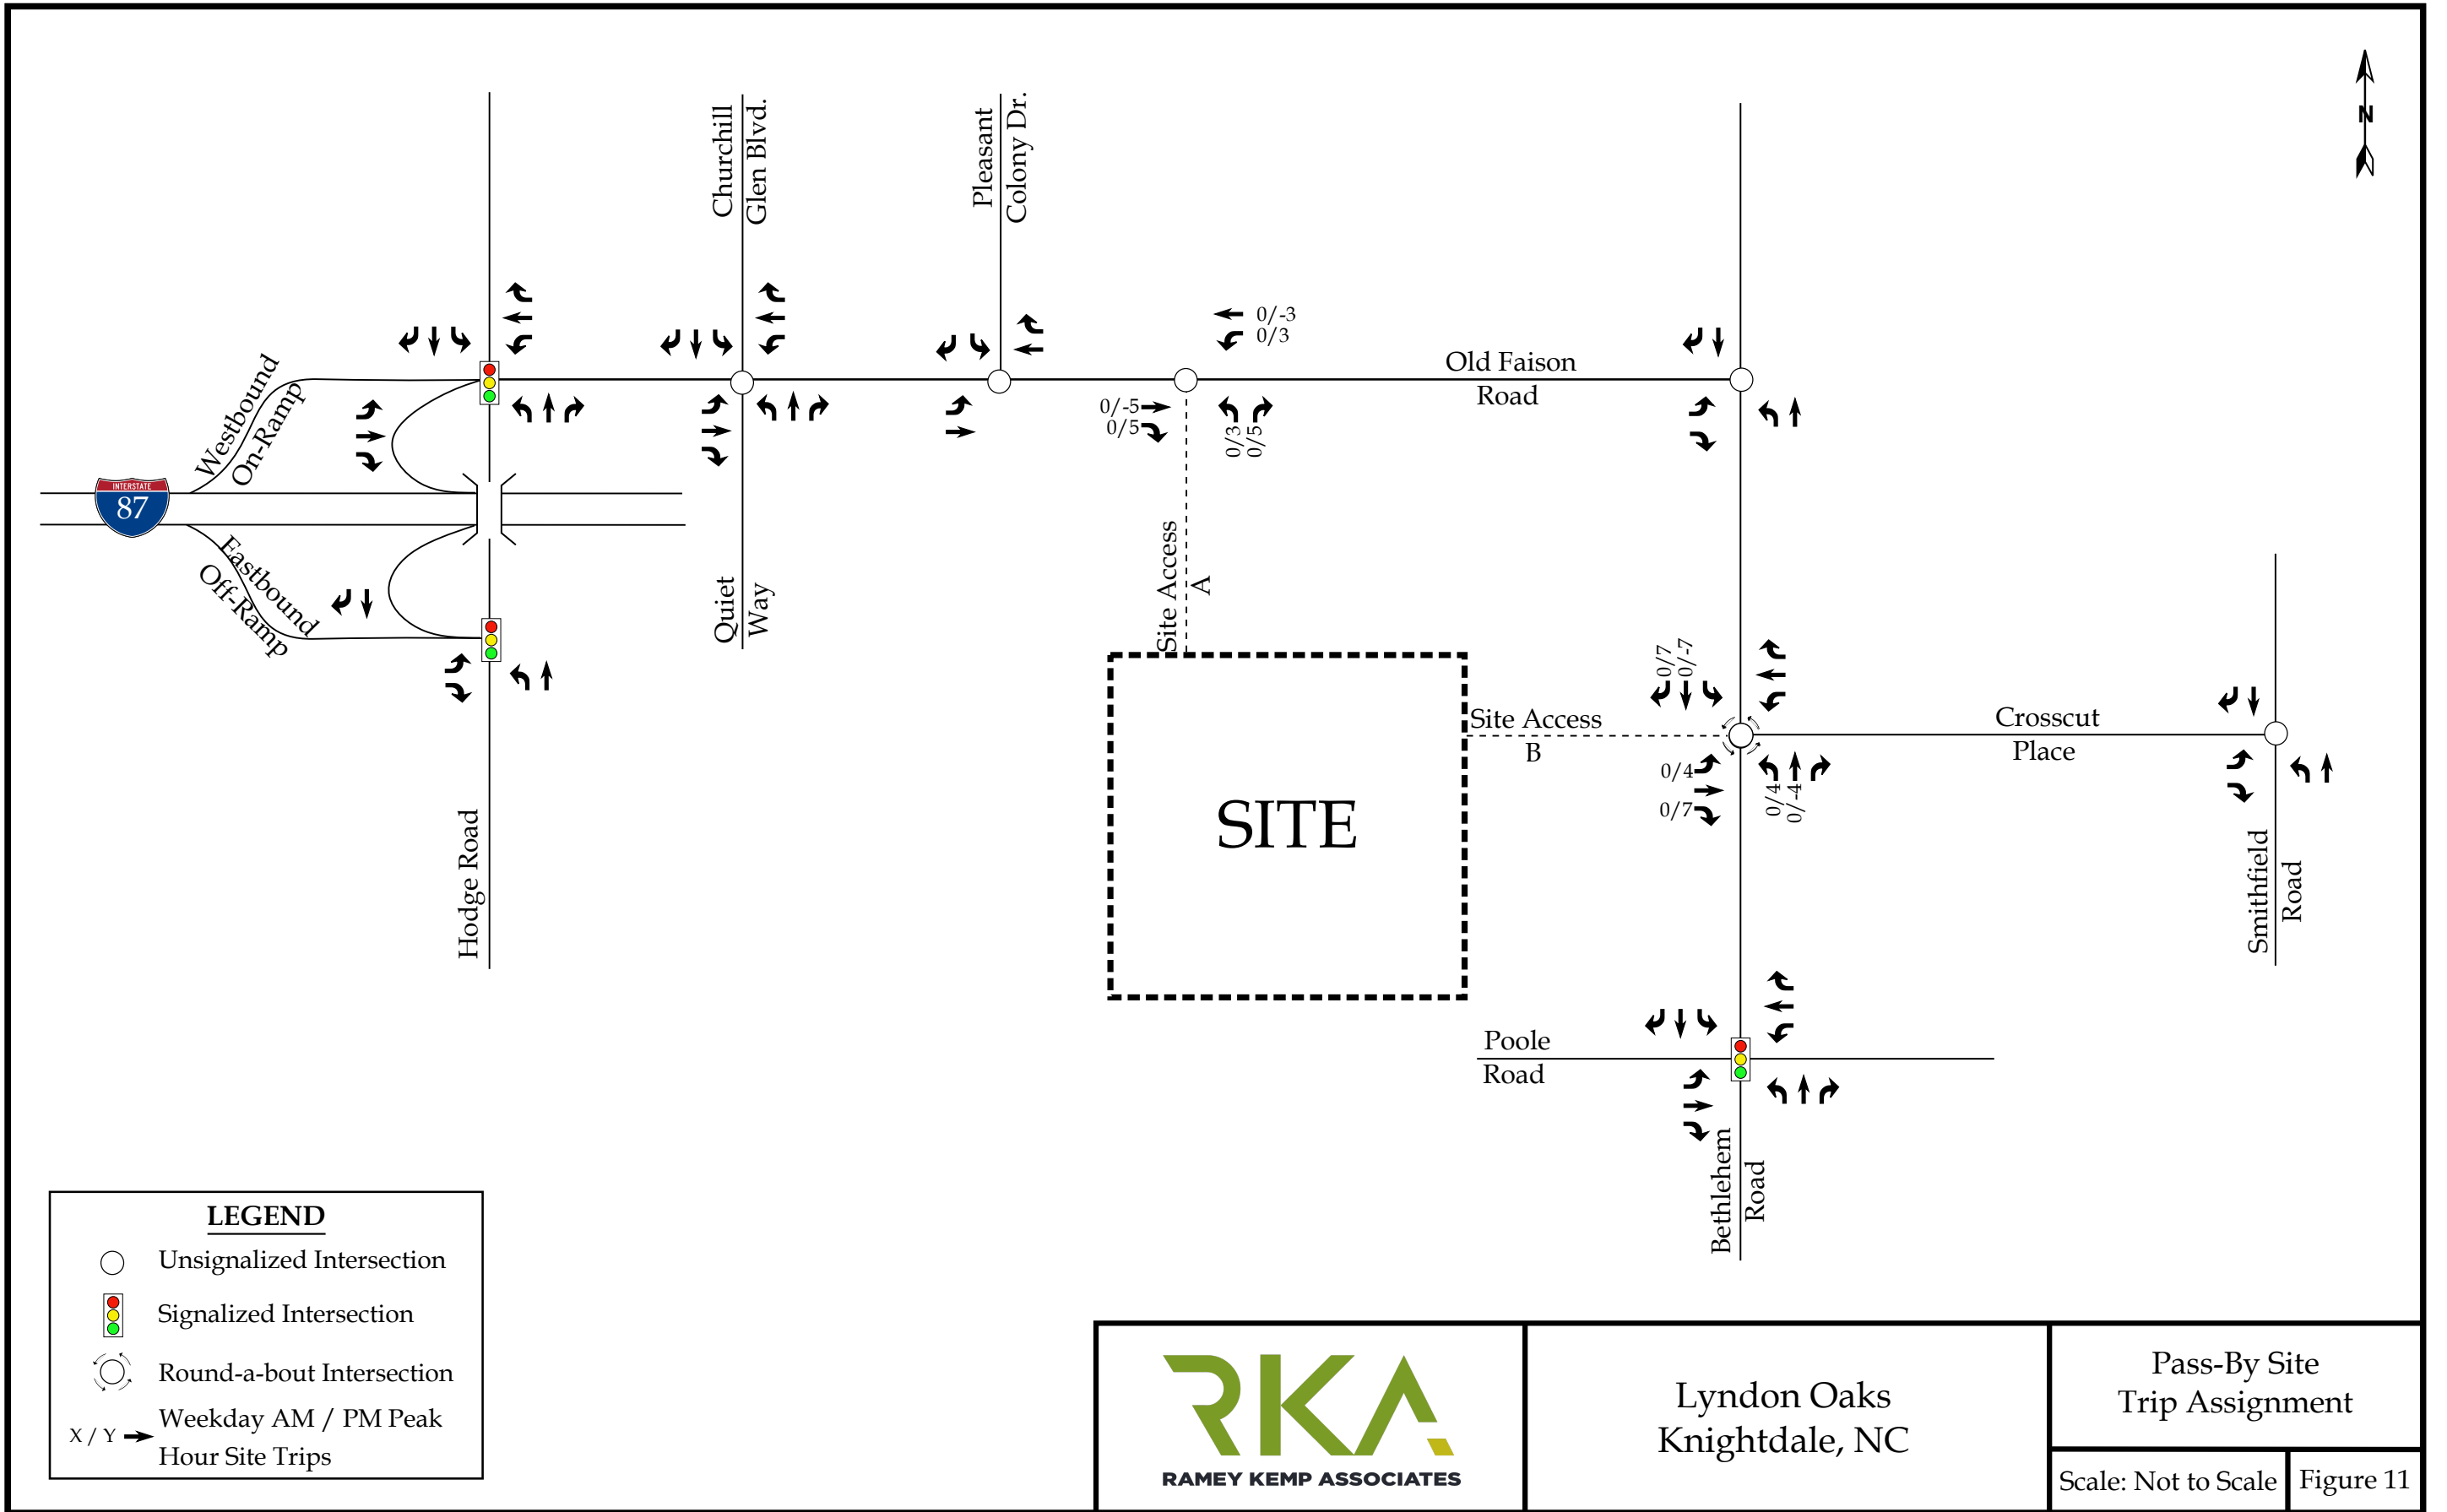 Churchill
Glen Blvd.
Pleasant
Colony Dr.
N
0/-3
0/3
Old Faison
Road
Westbound
On-Ramp
0/-5
0/5
0/3
0/5
INTERSTATE
87
Eastbound
Off-Ramp
Quiet
Way
Site Access
A
0/7
0/-7
Site Access
B
Crosscut
Place
0/4
0/7
0/4
0/-4
SITE
Hodge Road
Smithfield
Road
Poole
Road
Bethlehem
Road
LEGEND
Unsignalized Intersection
Signalized Intersection
Round-a-bout Intersection
X / Y
Weekday AM / PM Peak
Hour Site Trips
RKA
RAMEY KEMP ASSOCIATES
Lyndon Oaks
Knightdale, NC
Pass-By Site
Trip Assignment
Scale: Not to Scale
Figure 11